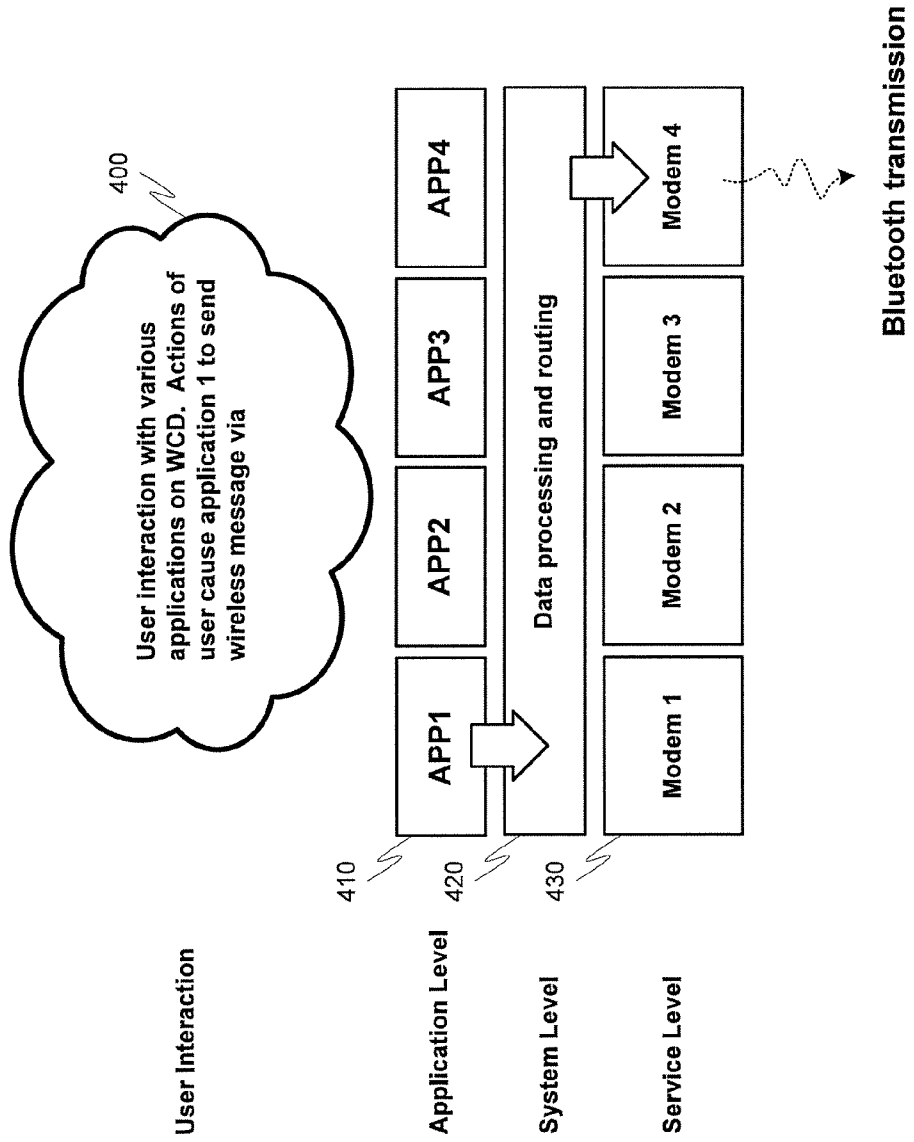 User Interaction
400
User interaction with various
applications on WCD. Actions of
user cause application 1 to send
wireless message via
410
Application Level
APP1
APP2
APP3
APP4
420
System Level
Data processing and routing
430
Service Level
Modem 1
Modem 2
Modem 3
Modem 4
Bluetooth transmission